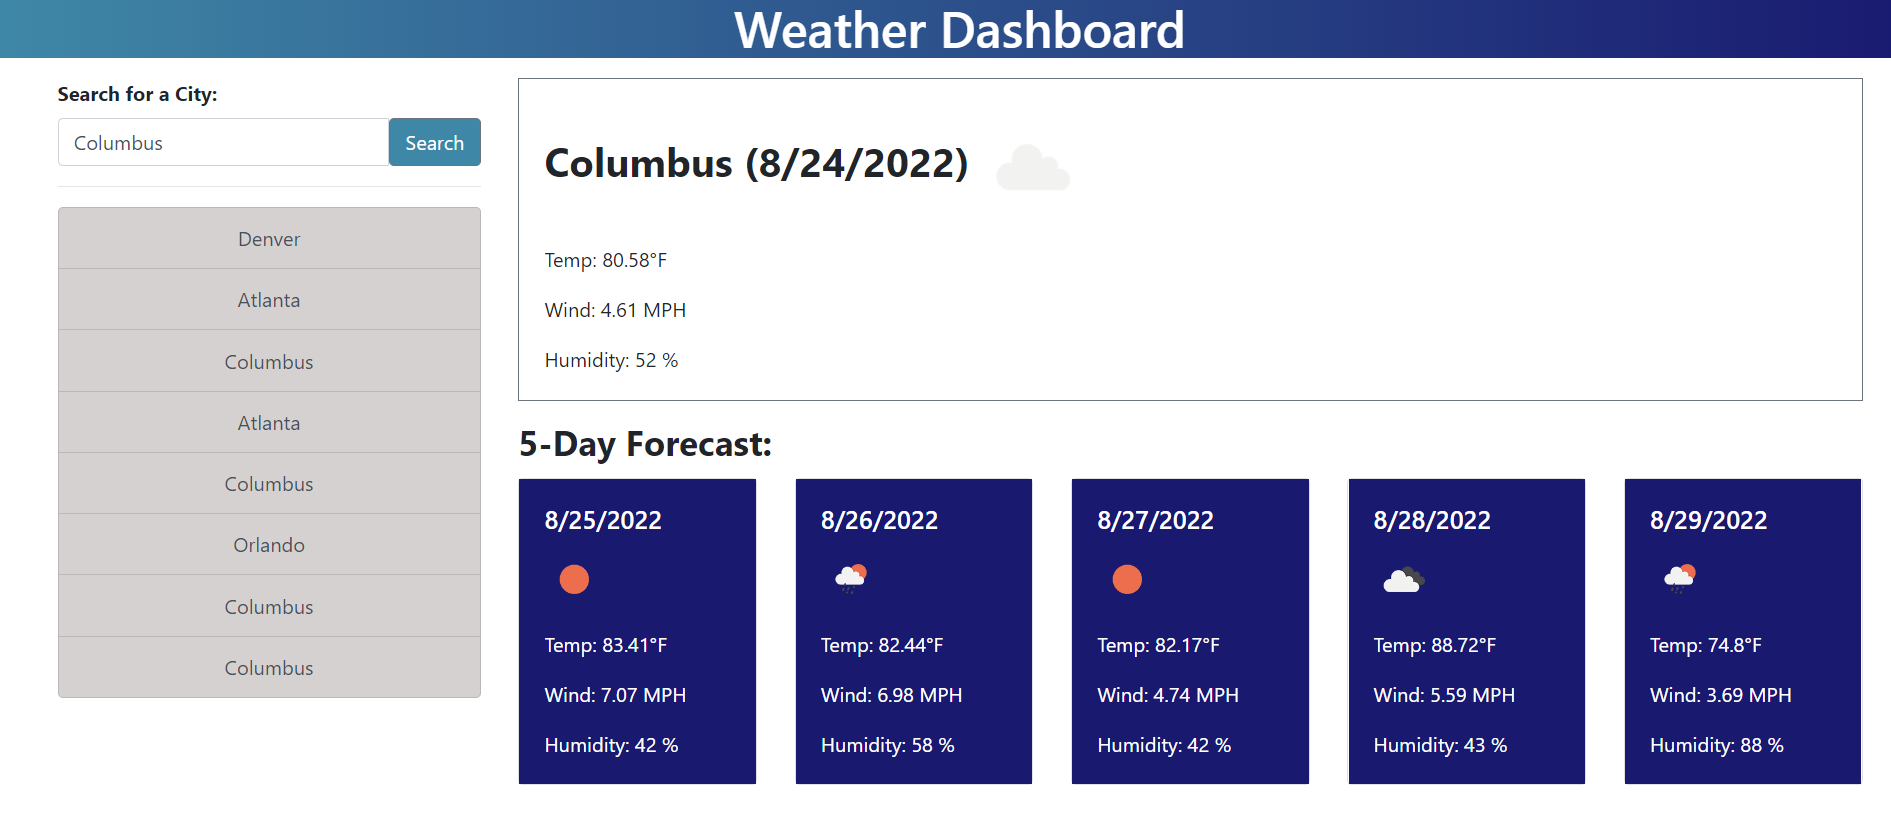 Weather Dashboard
Search for a City:
Columbus
Search
Denver
Atlanta
Columbus
Atlanta
Columbus
Orlando
Columbus
Columbus
Columbus (8/24/2022)
Temp: 80.58°F
Wind: 4.61 MPH
Humidity: 52 %
5-Day Forecast:
8/25/2022
Temp: 83.41°F
Wind: 7.07 MPH
Humidity: 42 %
8/26/2022
Temp: 82.44°F
Wind: 6.98 MPH
Humidity: 58 %
8/27/2022
Temp: 82.17°F
Wind: 4.74 MPH
Humidity: 42 %
8/28/2022
Temp: 88.72°F
Wind: 5.59 MPH
Humidity: 43 %
8/29/2022
Temp: 74.8°F
Wind: 3.69 MPH
Humidity: 88 %